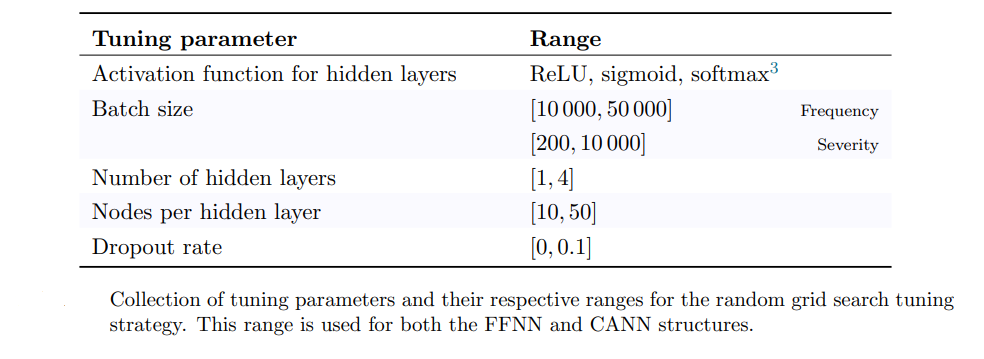 Tuning parameter Range
Activation function for hidden layers ReLU, sigmoid, softmax³
Batch size [10 000, 50 000] Frequency
[200, 10 000] Severity
Number of hidden layers [1, 4]
Nodes per hidden layer [10, 50]
Dropout rate [0, 0.1]
Collection of tuning parameters and their respective ranges for the random grid search tuning
strategy. This range is used for both the FFNN and CANN structures.